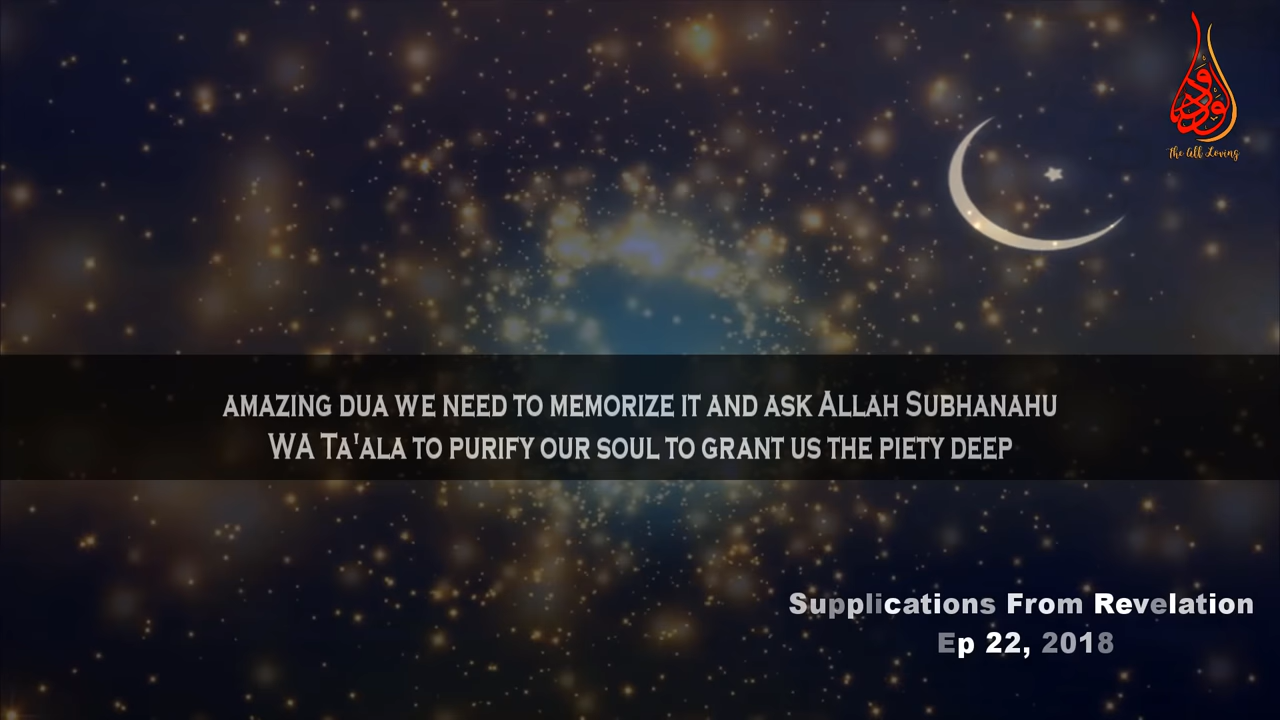 The All Loving
AMAZING DUA WE NEED TO MEMORIZE IT AND ASK ALLAH SUBHANAHU
WA TA'ALA TO PURIFY OUR SOUL TO GRANT US THE PIETY DEEP
Supplications From Revelation
Ep 22, 2018